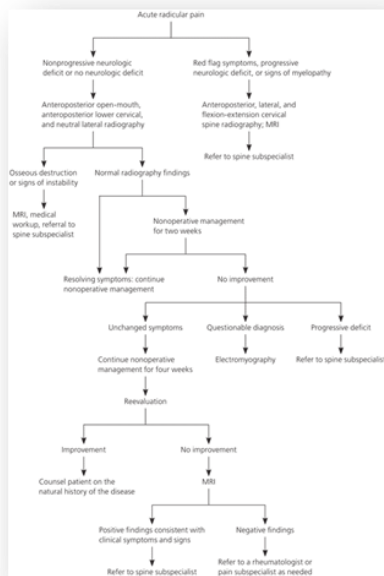 Acute radicular pain
Nonprogressive neurologic
deficit or no neurologic deficit
Red flag symptoms, progressive
neurologic deficit, or signs of myelopathy
Anteroposterior open-mouth,
anteroposterior lower cervical,
and neutral lateral radiography
Anteroposterior, lateral, and
flexion-extension cervical
spine radiography; MRI
Refer to spine subspecialist
Osseous destruction
or signs of instability
Normal radiography findings
MRI, medical
workup, referral to
spine subspecialist
Nonoperative management
for two weeks
Resolving symptoms: continue
nonoperative management
No improvement
Unchanged symptoms
Questionable diagnosis
Progressive deficit
Continue nonoperative
management for four weeks
Electromyography
Refer to spine subspecialist
Reevaluation
Improvement
No improvement
Counsel patient on the
natural history of the disease
MRI
Positive findings consistent with
clinical symptoms and signs
Negative findings
Refer to spine subspecialist
Refer to a rheumatologist or
pain subspecialist as needed